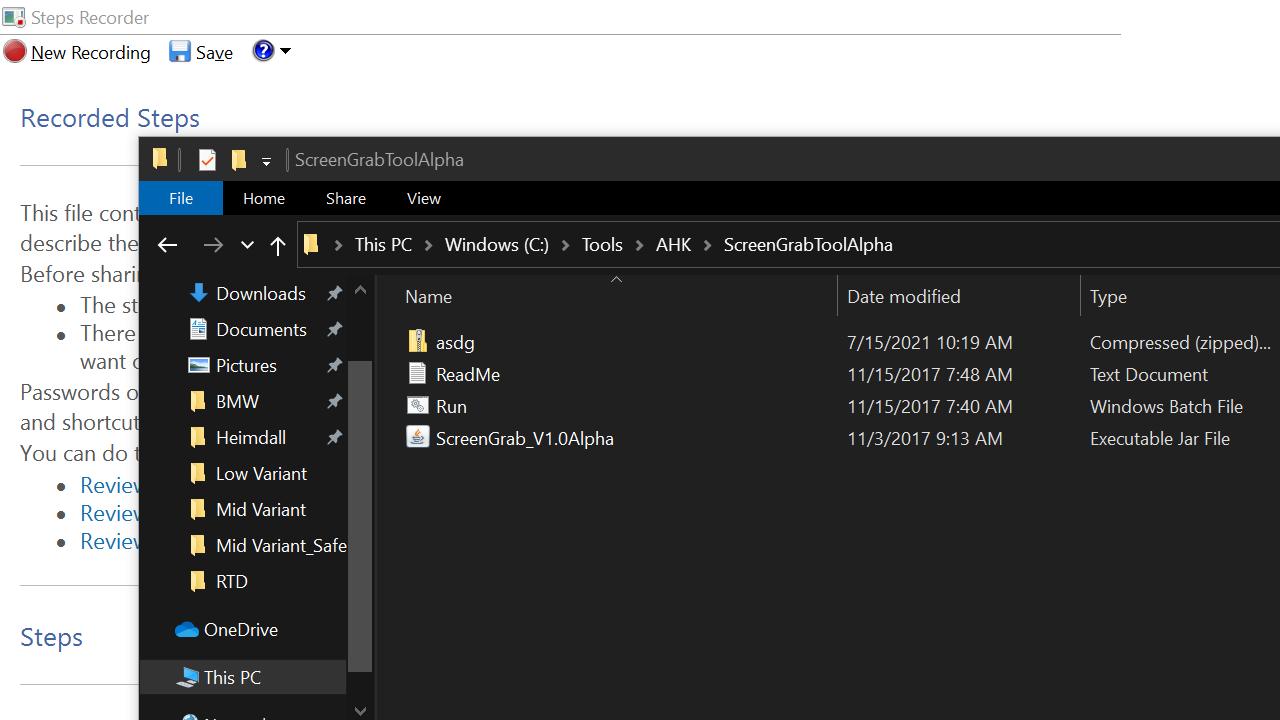 Steps Recorder
New Recording Save
Recorded Steps
This file cont
describe the
Before sharin
The st
There
want o
Passwords o
and shortcut
You can do t
Review
Review
Review
Steps
ScreenGrabToolAlpha
File Home Share View
This PC Windows (C:) Tools AHK ScreenGrabToolAlpha
Downloads
Documents
Pictures
BMW
Heimdall
Low Variant
Mid Variant
Mid Variant_Safe
RTD
OneDrive
This PC
Name Date modified Type
asdg 7/15/2021 10:19 AM Compressed (zipped)...
ReadMe 11/15/2017 7:48 AM Text Document
Run 11/15/2017 7:40 AM Windows Batch File
ScreenGrab_V1.0Alpha 11/3/2017 9:13 AM Executable Jar File